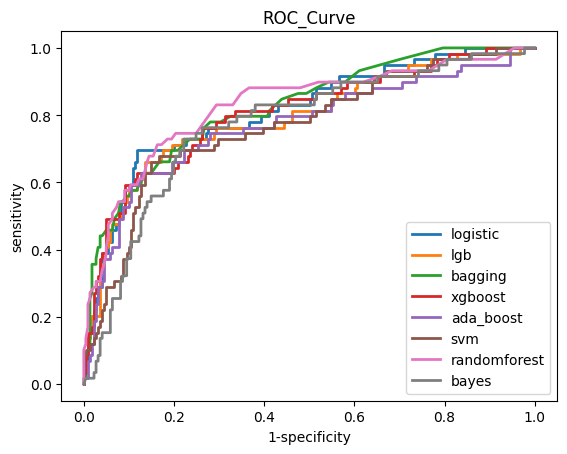 ROC_Curve
sensitivity
1.0
0.8
0.6
0.4
0.2
0.0
logistic
lgb
bagging
xgboost
ada_boost
svm
randomforest
bayes
0.0 0.2 0.4 0.6 0.8 1.0
1-specificity